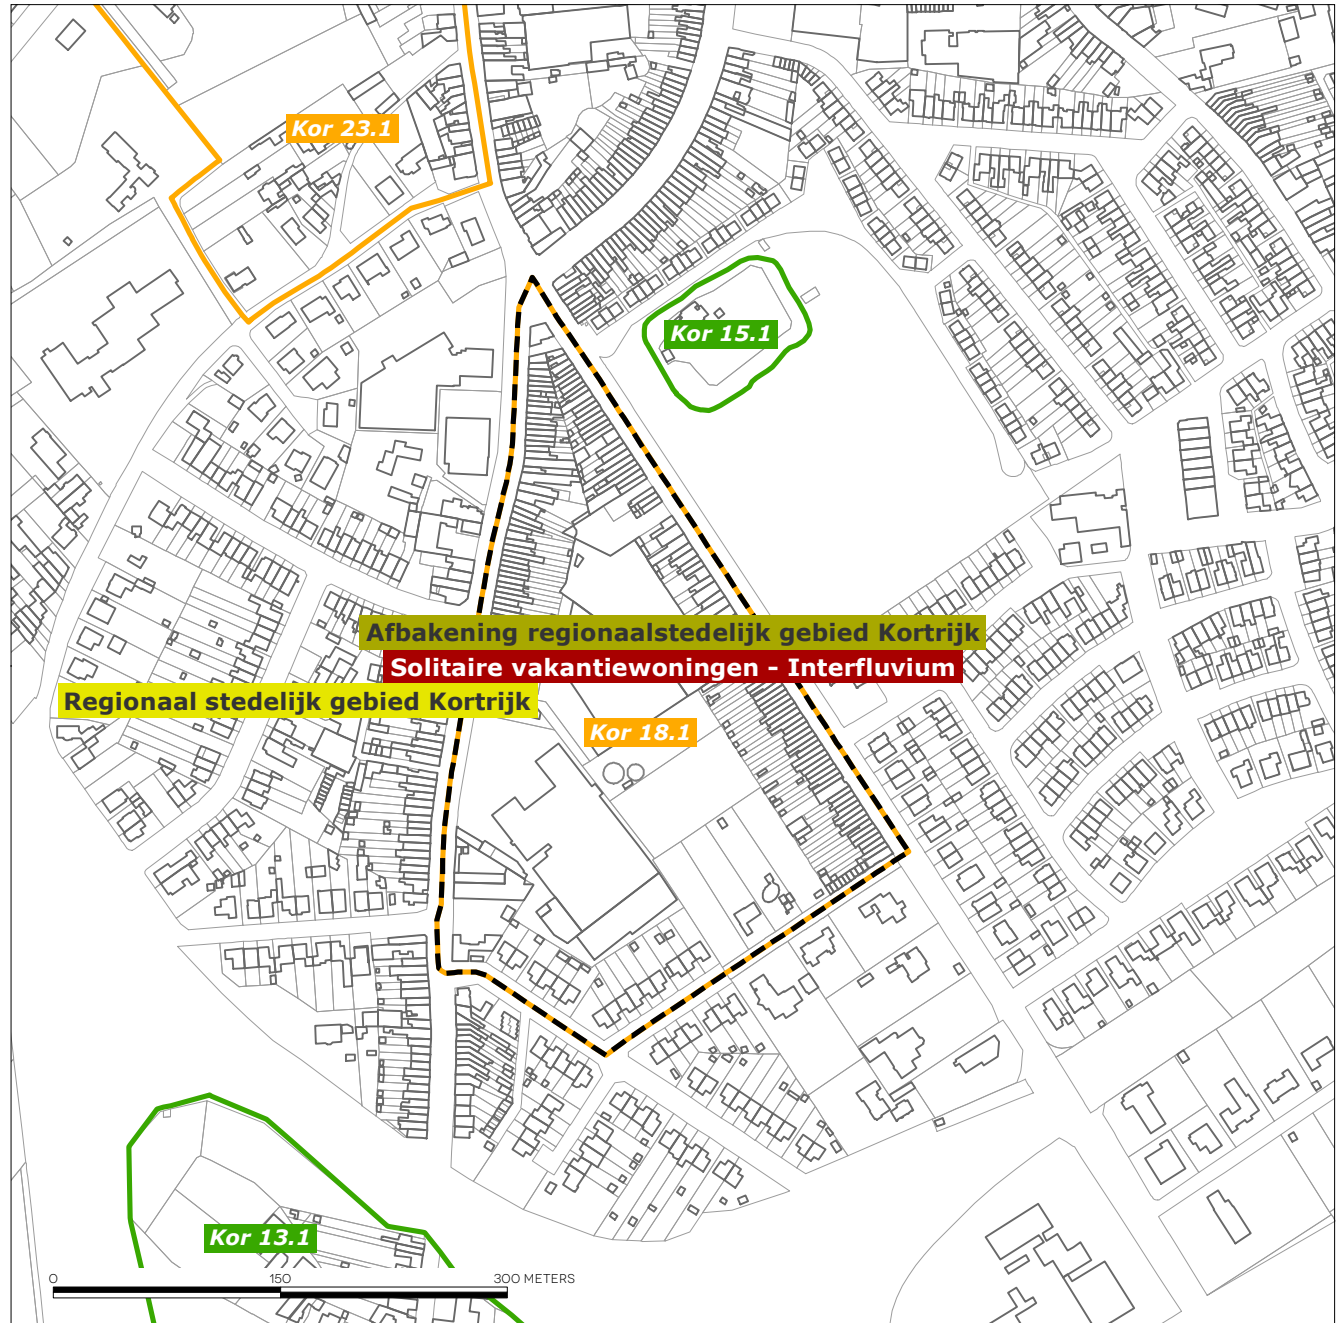 Kor 23.1
Kor 15.1
Afbakening regionaalstedelijk gebied Kortrijk
Solitaire vakantiewoningen - Interfluvium
Regionaal stedelijk gebied Kortrijk
Kor 18.1
Kor 13.1
0 150 300 METERS